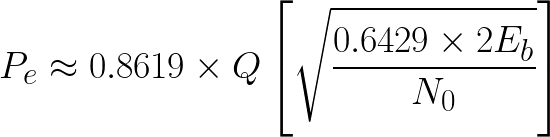 P_e ≈ 0.8619 × Q [ √( (0.6429 × 2E_b) / N_0 ) ]